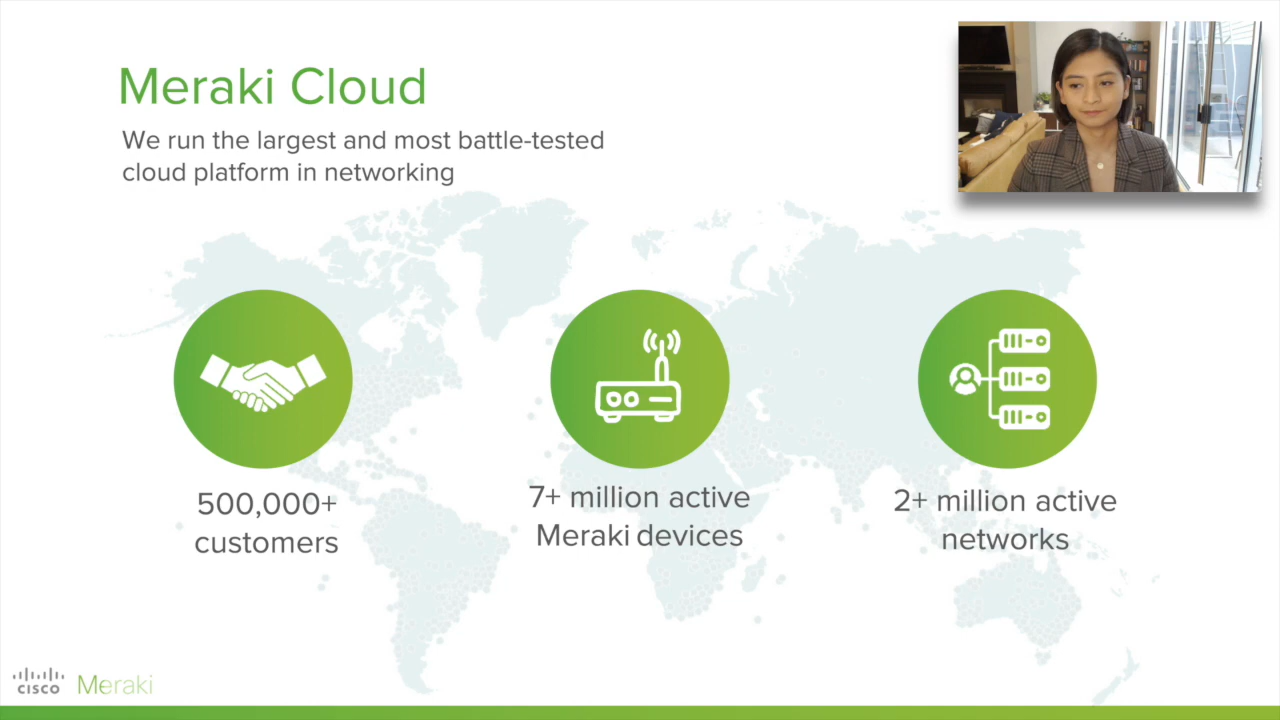 Meraki Cloud
We run the largest and most battle-tested
cloud platform in networking
500,000+
customers
7+ million active
Meraki devices
2+ million active
networks
CISCO Meraki